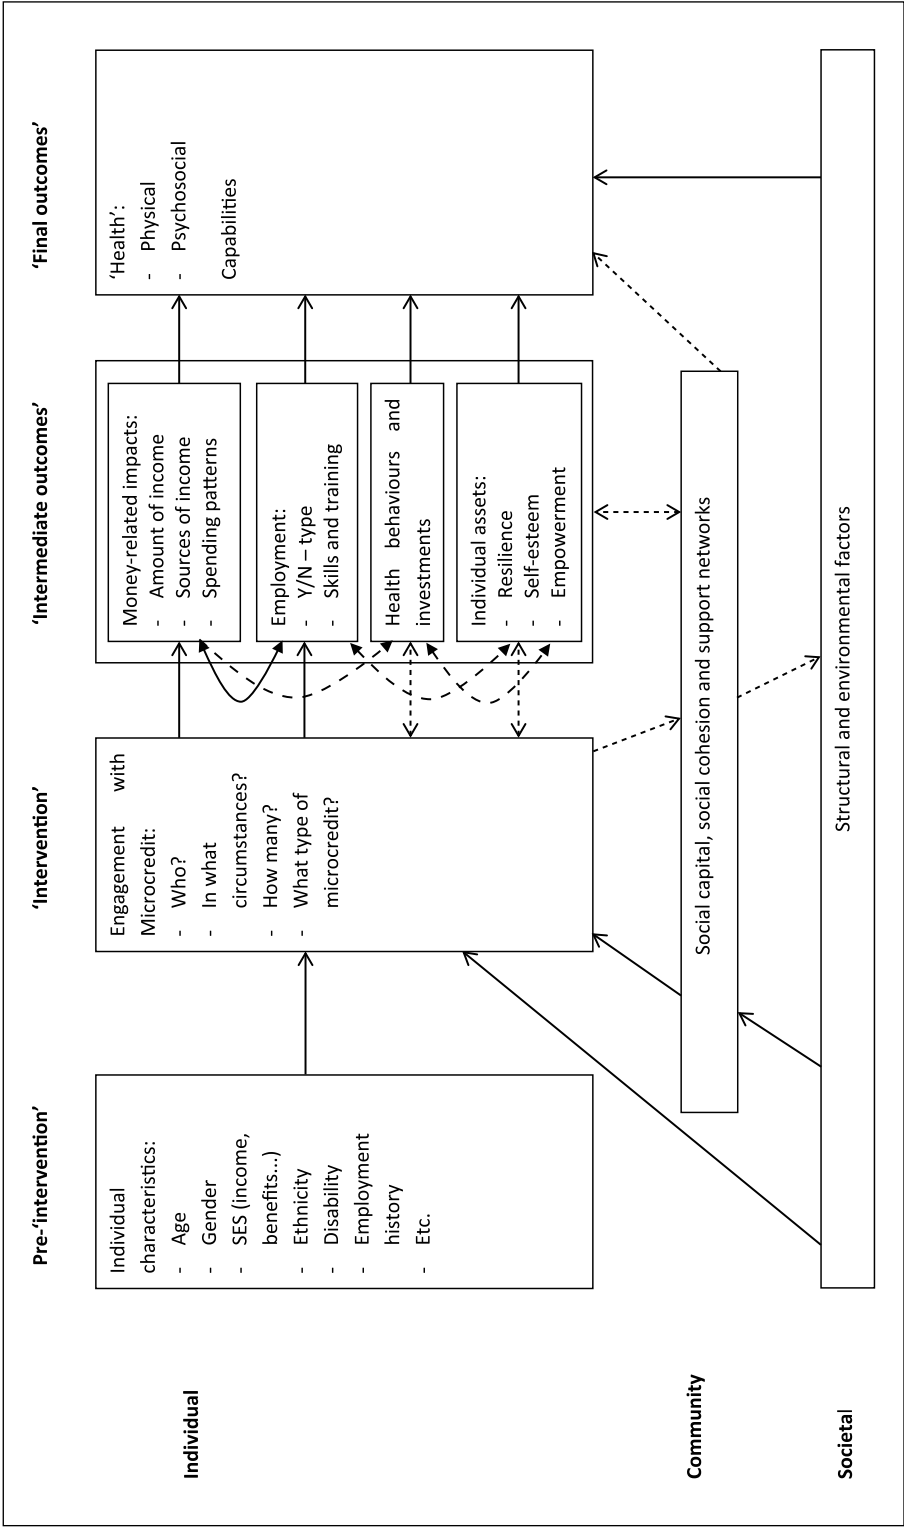 Pre-‘intervention’
‘Intervention’
‘Intermediate outcomes’
‘Final outcomes’
Individual
Individual
characteristics:
- Age
- Gender
- SES (income,
benefits...)
- Ethnicity
- Disability
- Employment
history
- Etc.
Engagement with
Microcredit:
- Who?
- In what
circumstances?
- How many?
- What type of
microcredit?
Money-related impacts:
- Amount of income
- Sources of income
- Spending patterns
Employment:
- Y/N – type
- Skills and training
Health behaviours and
investments
Individual assets:
- Resilience
- Self-esteem
- Empowerment
‘Health’:
- Physical
- Psychosocial
Capabilities
Community
Social capital, social cohesion and support networks
Societal
Structural and environmental factors